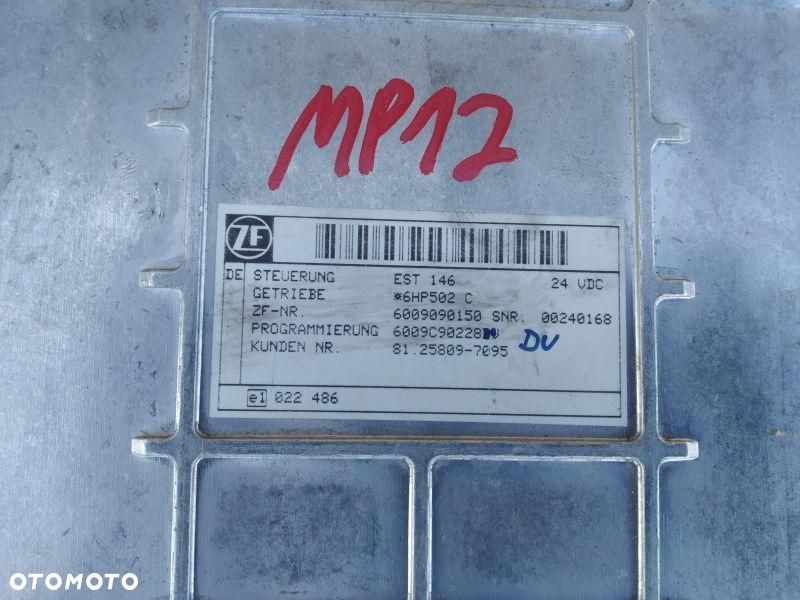 MP12
ZF
DE STEUERUNG EST 146 24 VDC
GETRIEBE *6HP502 C
ZF-NR. 6009090150 SNR. 00240168
PROGRAMMIERUNG 6009C90228 DU
KUNDEN NR. 81.25809-7095
e1 022 486
OTOMOTO